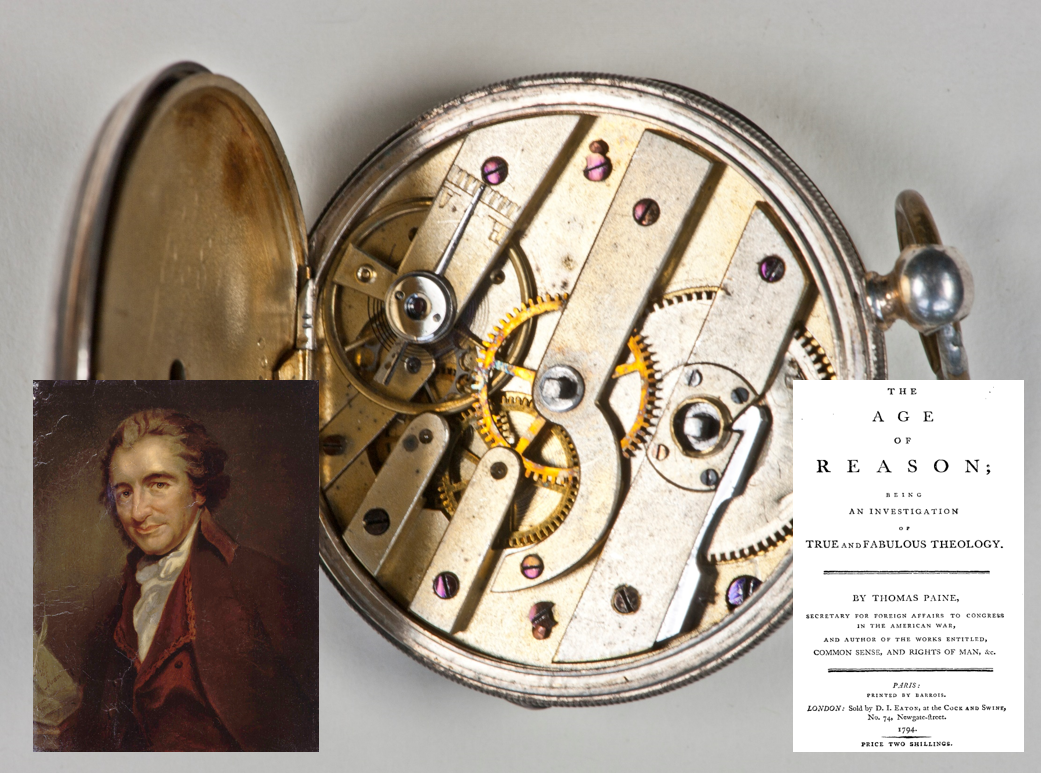 THE
AGE
OF
REASON;
BEING
AN INVESTIGATION
OF
TRUE AND FABULOUS THEOLOGY.
BY THOMAS PAINE,
SECRETARY FOR FOREIGN AFFAIRS TO CONGRESS
IN THE AMERICAN WAR,
AND AUTHOR OF THE WORKS ENTITLED,
COMMON SENSE, AND RIGHTS OF MAN, &c.
PARIS:
PRINTED BY BARROIS.
LONDON: Sold by D. I. EATON, at the COCK AND SWINE,
No. 74, Newgate-ſtreet.
1794.
PRICE TWO SHILLINGS.
D